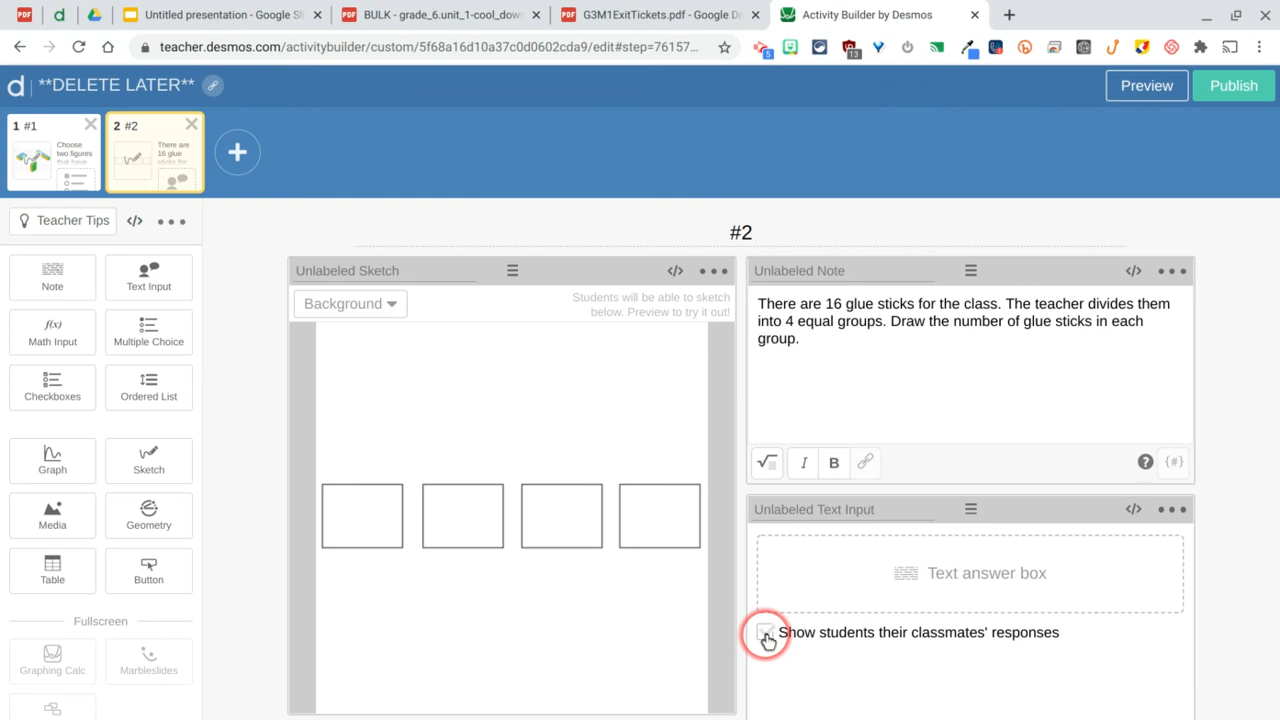 Untitled presentation - Google Sli
BULK - grade_6.unit_1-cool_dow
G3M1ExitTickets.pdf - Google D
Activity Builder by Desmos
teacher.desmos.com/activitybuilder/custom/5f68a16d10a37c0d0602cda9/edit#step=76157...
5
13
**DELETE LATER**
Preview
Publish
1 #1
Choose
two figures
that have
2 #2
There are
16 glue
sticks for
Teacher Tips
#2
Note
Text Input
Math Input
Multiple Choice
Checkboxes
Ordered List
Graph
Sketch
Media
Geometry
Table
Button
Fullscreen
Graphing Calc
Marbleslides
Unlabeled Sketch
Background
Students will be able to sketch
below. Preview to try it out!
Unlabeled Note
There are 16 glue sticks for the class. The teacher divides them
into 4 equal groups. Draw the number of glue sticks in each
group.
I
B
{#}
Unlabeled Text Input
Text answer box
Show students their classmates' responses